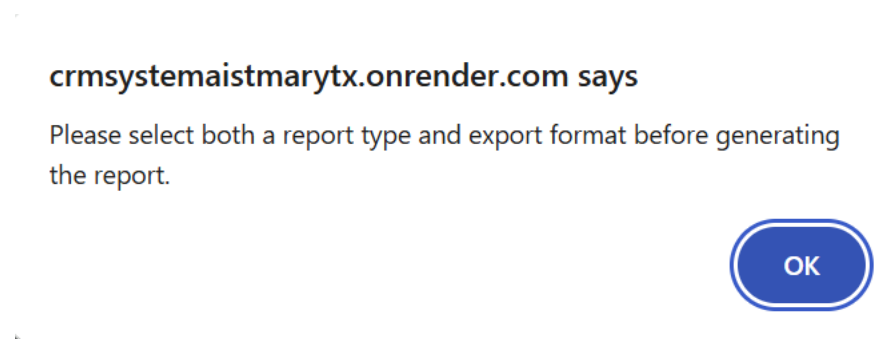 crmsystemaistmarytx.onrender.com says
Please select both a report type and export format before generating
the report.
OK